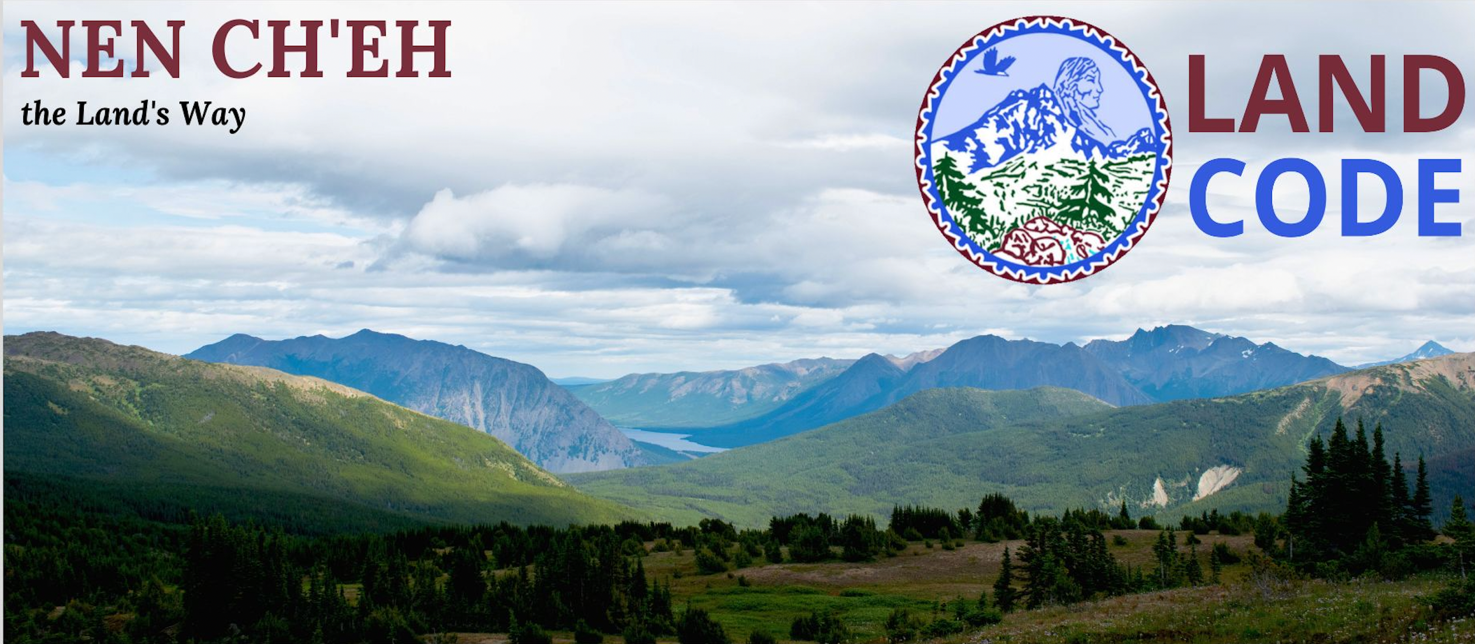 NEN CH'EH
the Land's Way
LAND
CODE